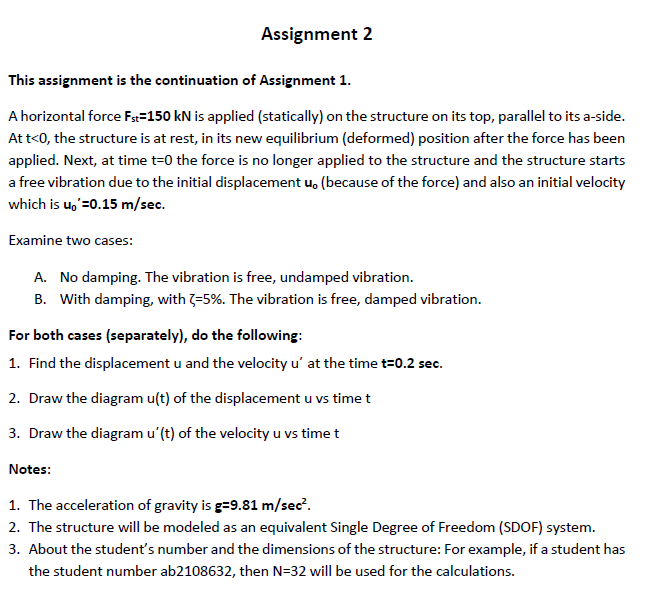 Assignment 2
This assignment is the continuation of Assignment 1.
A horizontal force Fst=150 kN is applied (statically) on the structure on its top, parallel to its a-side.
At t<0, the structure is at rest, in its new equilibrium (deformed) position after the force has been
applied. Next, at time t=0 the force is no longer applied to the structure and the structure starts
a free vibration due to the initial displacement uₒ (because of the force) and also an initial velocity
which is uₒ′=0.15 m/sec.
Examine two cases:
A. No damping. The vibration is free, undamped vibration.
B. With damping, with ζ=5%. The vibration is free, damped vibration.
For both cases (separately), do the following:
1. Find the displacement u and the velocity u′ at the time t=0.2 sec.
2. Draw the diagram u(t) of the displacement u vs time t
3. Draw the diagram u′(t) of the velocity u vs time t
Notes:
1. The acceleration of gravity is g=9.81 m/sec².
2. The structure will be modeled as an equivalent Single Degree of Freedom (SDOF) system.
3. About the student's number and the dimensions of the structure: For example, if a student has
the student number ab2108632, then N=32 will be used for the calculations.